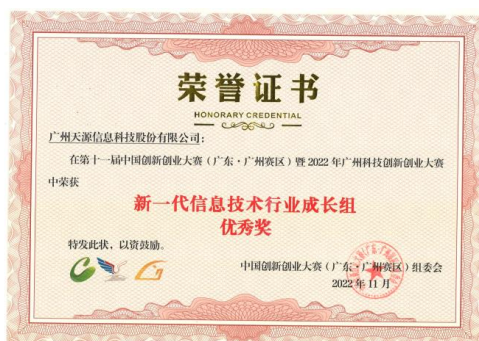 荣誉证书
HONORARY CREDENTIAL
广州天源信息科技股份有限公司：
在第十一届中国创新创业大赛（广东·广州赛区）暨2022年广州科技创新创业大赛
中荣获
新一代信息技术行业成长组
优秀奖
特发此状，以资鼓励。
中国创新创业大赛（广东·广州赛区）组委会
2022年11月